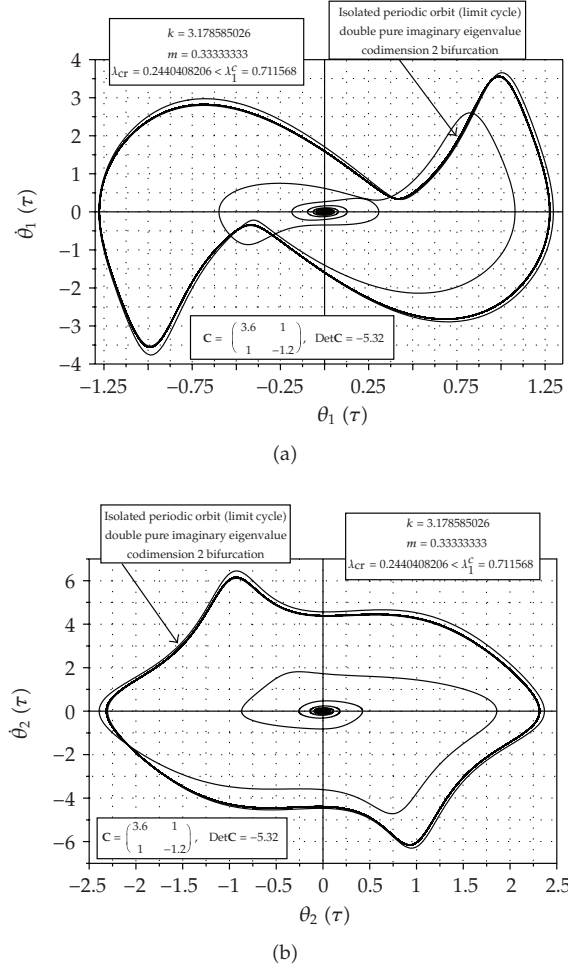 (a)
k = 3.178585026
m = 0.33333333
λcr = 0.2440408206 < λ₁ᶜ = 0.711568
Isolated periodic orbit (limit cycle)
double pure imaginary eigenvalue
codimension 2 bifurcation
4
3
2
1
0
−1
−2
−3
−4
θ̇₁ (τ)
C = (3.6 1
1 −1.2), DetC = −5.32
−1.25 −0.75 −0.25 0.25 0.75 1.25
θ₁ (τ)
(a)
Isolated periodic orbit (limit cycle)
double pure imaginary eigenvalue
codimension 2 bifurcation
k = 3.178585026
m = 0.33333333
λcr = 0.2440408206 < λ₁ᶜ = 0.711568
6
4
2
0
−2
−4
−6
θ̇₂ (τ)
C = (3.6 1
1 −1.2), DetC = −5.32
−2.5 −2 −1.5 −1 −0.5 0 0.5 1 1.5 2 2.5
θ₂ (τ)
(b)